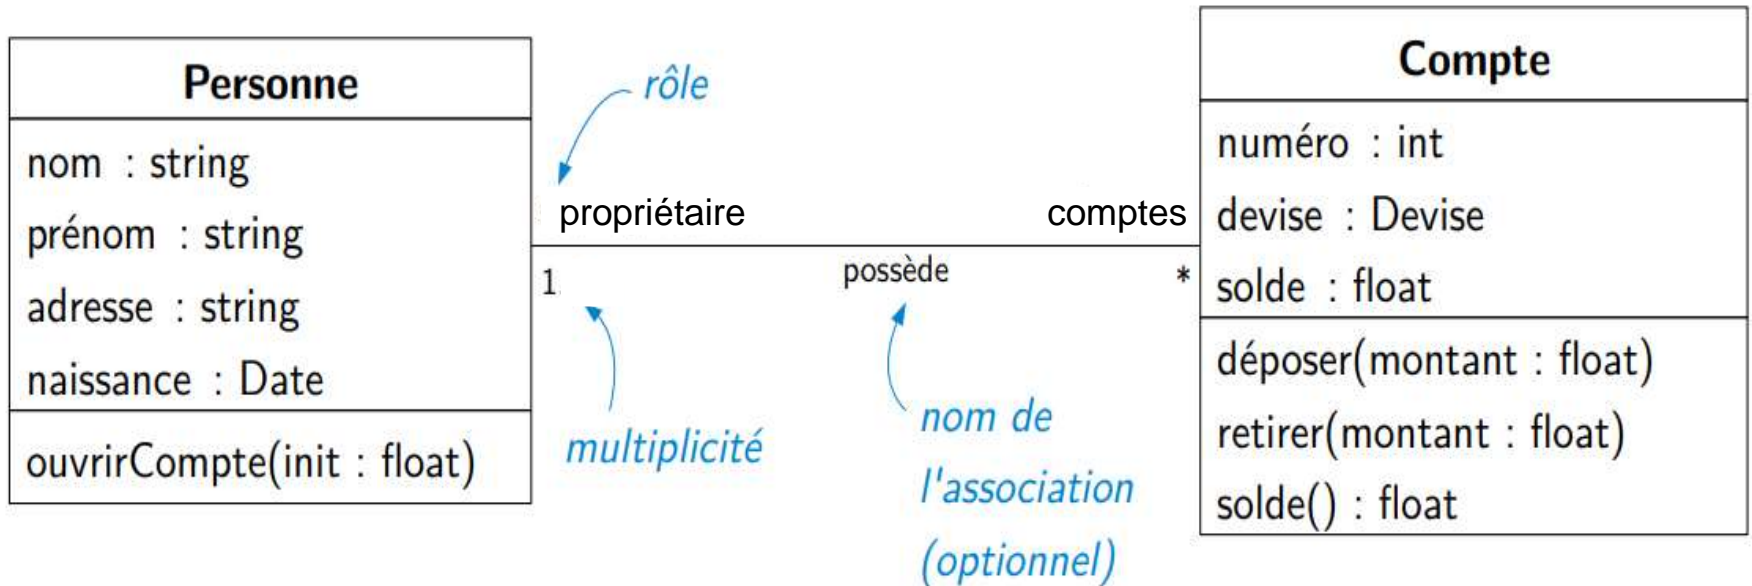 Personne
nom : string
prénom : string
adresse : string
naissance : Date
ouvrirCompte(init : float)
rôle
propriétaire
comptes
1
possède
*
multiplicité
nom de
l'association
(optionnel)
Compte
numéro : int
devise : Devise
solde : float
déposer(montant : float)
retirer(montant : float)
solde() : float